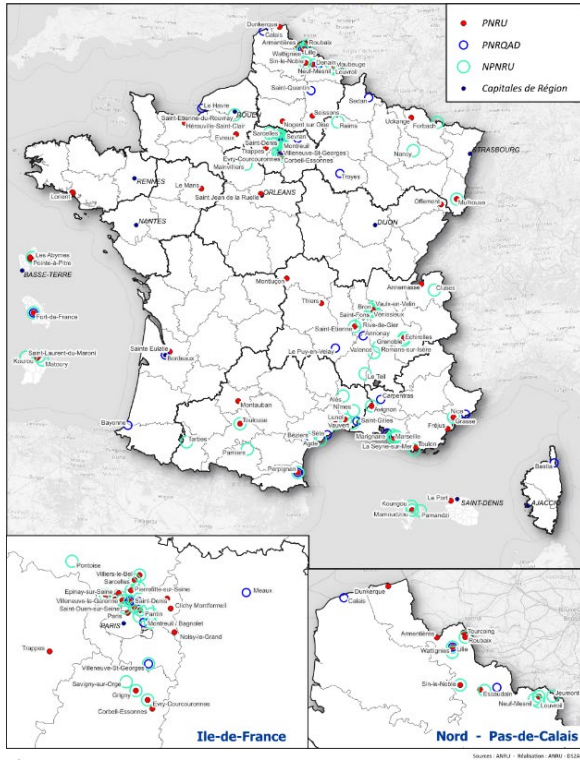 PNRU
PNRQAD
NPNRU
Capitales de Région
Dunkerque
Calais
Armentières
Roubaix
Wattignies
Lille
Sin-le-Noble
Denain
Maubeuge
Neuf-Mesnil
Louvroil
Saint-Quentin
Sedan
Le Havre
ROUEN
Saint-Etienne-du-Rouvray
Hérouville-Saint-Clair
Soissons
Nogent sur Oise
Reims
Uckange
Forbach
Evreux
Sarcelles
Sevran
Saint-Denis
Montreuil
Trappes
Villeneuve-St-Georges
Evry-Courcouronnes
Corbeil-Essonnes
Mainvilliers
Nancy
STRASBOURG
Troyes
RENNES
Le Mans
ORLEANS
Saint Jean de la Ruelle
Lorient
Offemont
Mulhouse
NANTES
DIJON
Les Abymes
Pointe-à-Pitre
BASSE-TERRE
Fort-de-France
Saint-Laurent-du-Maroni
Kourou
Matoury
Montluçon
Thiers
Annemasse
Cluses
Bron
Vaulx-en-Velin
Saint-Fons
Vénissieux
Rive-de-Gier
Saint-Etienne
Annonay
Echirolles
Grenoble
Romans-sur-Isère
Le Puy-en-Velay
Valence
Le Teil
Sainte Eulalie
Bordeaux
Montauban
Toulouse
Bayonne
Tarbes
Pamiers
Perpignan
Alès
Nîmes
Carpentras
Avignon
Lunel
Saint-Gilles
Vauvert
Béziers
Sète
Agde
Marignane
Marseille
La Seyne-sur-Mer
Toulon
Nice
Grasse
Fréjus
Bastia
AJACCIO
Le Port
SAINT-DENIS
Koungou
Mamoudzou
Pamandzi
Pontoise
Villiers-le-Bel
Sarcelles
Epinay-sur-Seine
Pierrefitte-sur-Seine
Villeneuve-la-Garenne
Saint-Denis
Saint-Ouen-sur-Seine
Clichy Montfermeil
Paris
Pantin
PARIS
Montreuil / Bagnolet
Noisy-le-Grand
Meaux
Trappes
Villeneuve-St-Georges
Savigny-sur-Orge
Grigny
Evry-Courcouronnes
Corbeil-Essonnes
Ile-de-France
Dunkerque
Calais
Armentières
Tourcoing
Roubaix
Wattignies
Lille
Sin-le-Noble
Escaudain
Neuf-Mesnil
Jeumont
Louvroil
Nord - Pas-de-Calais